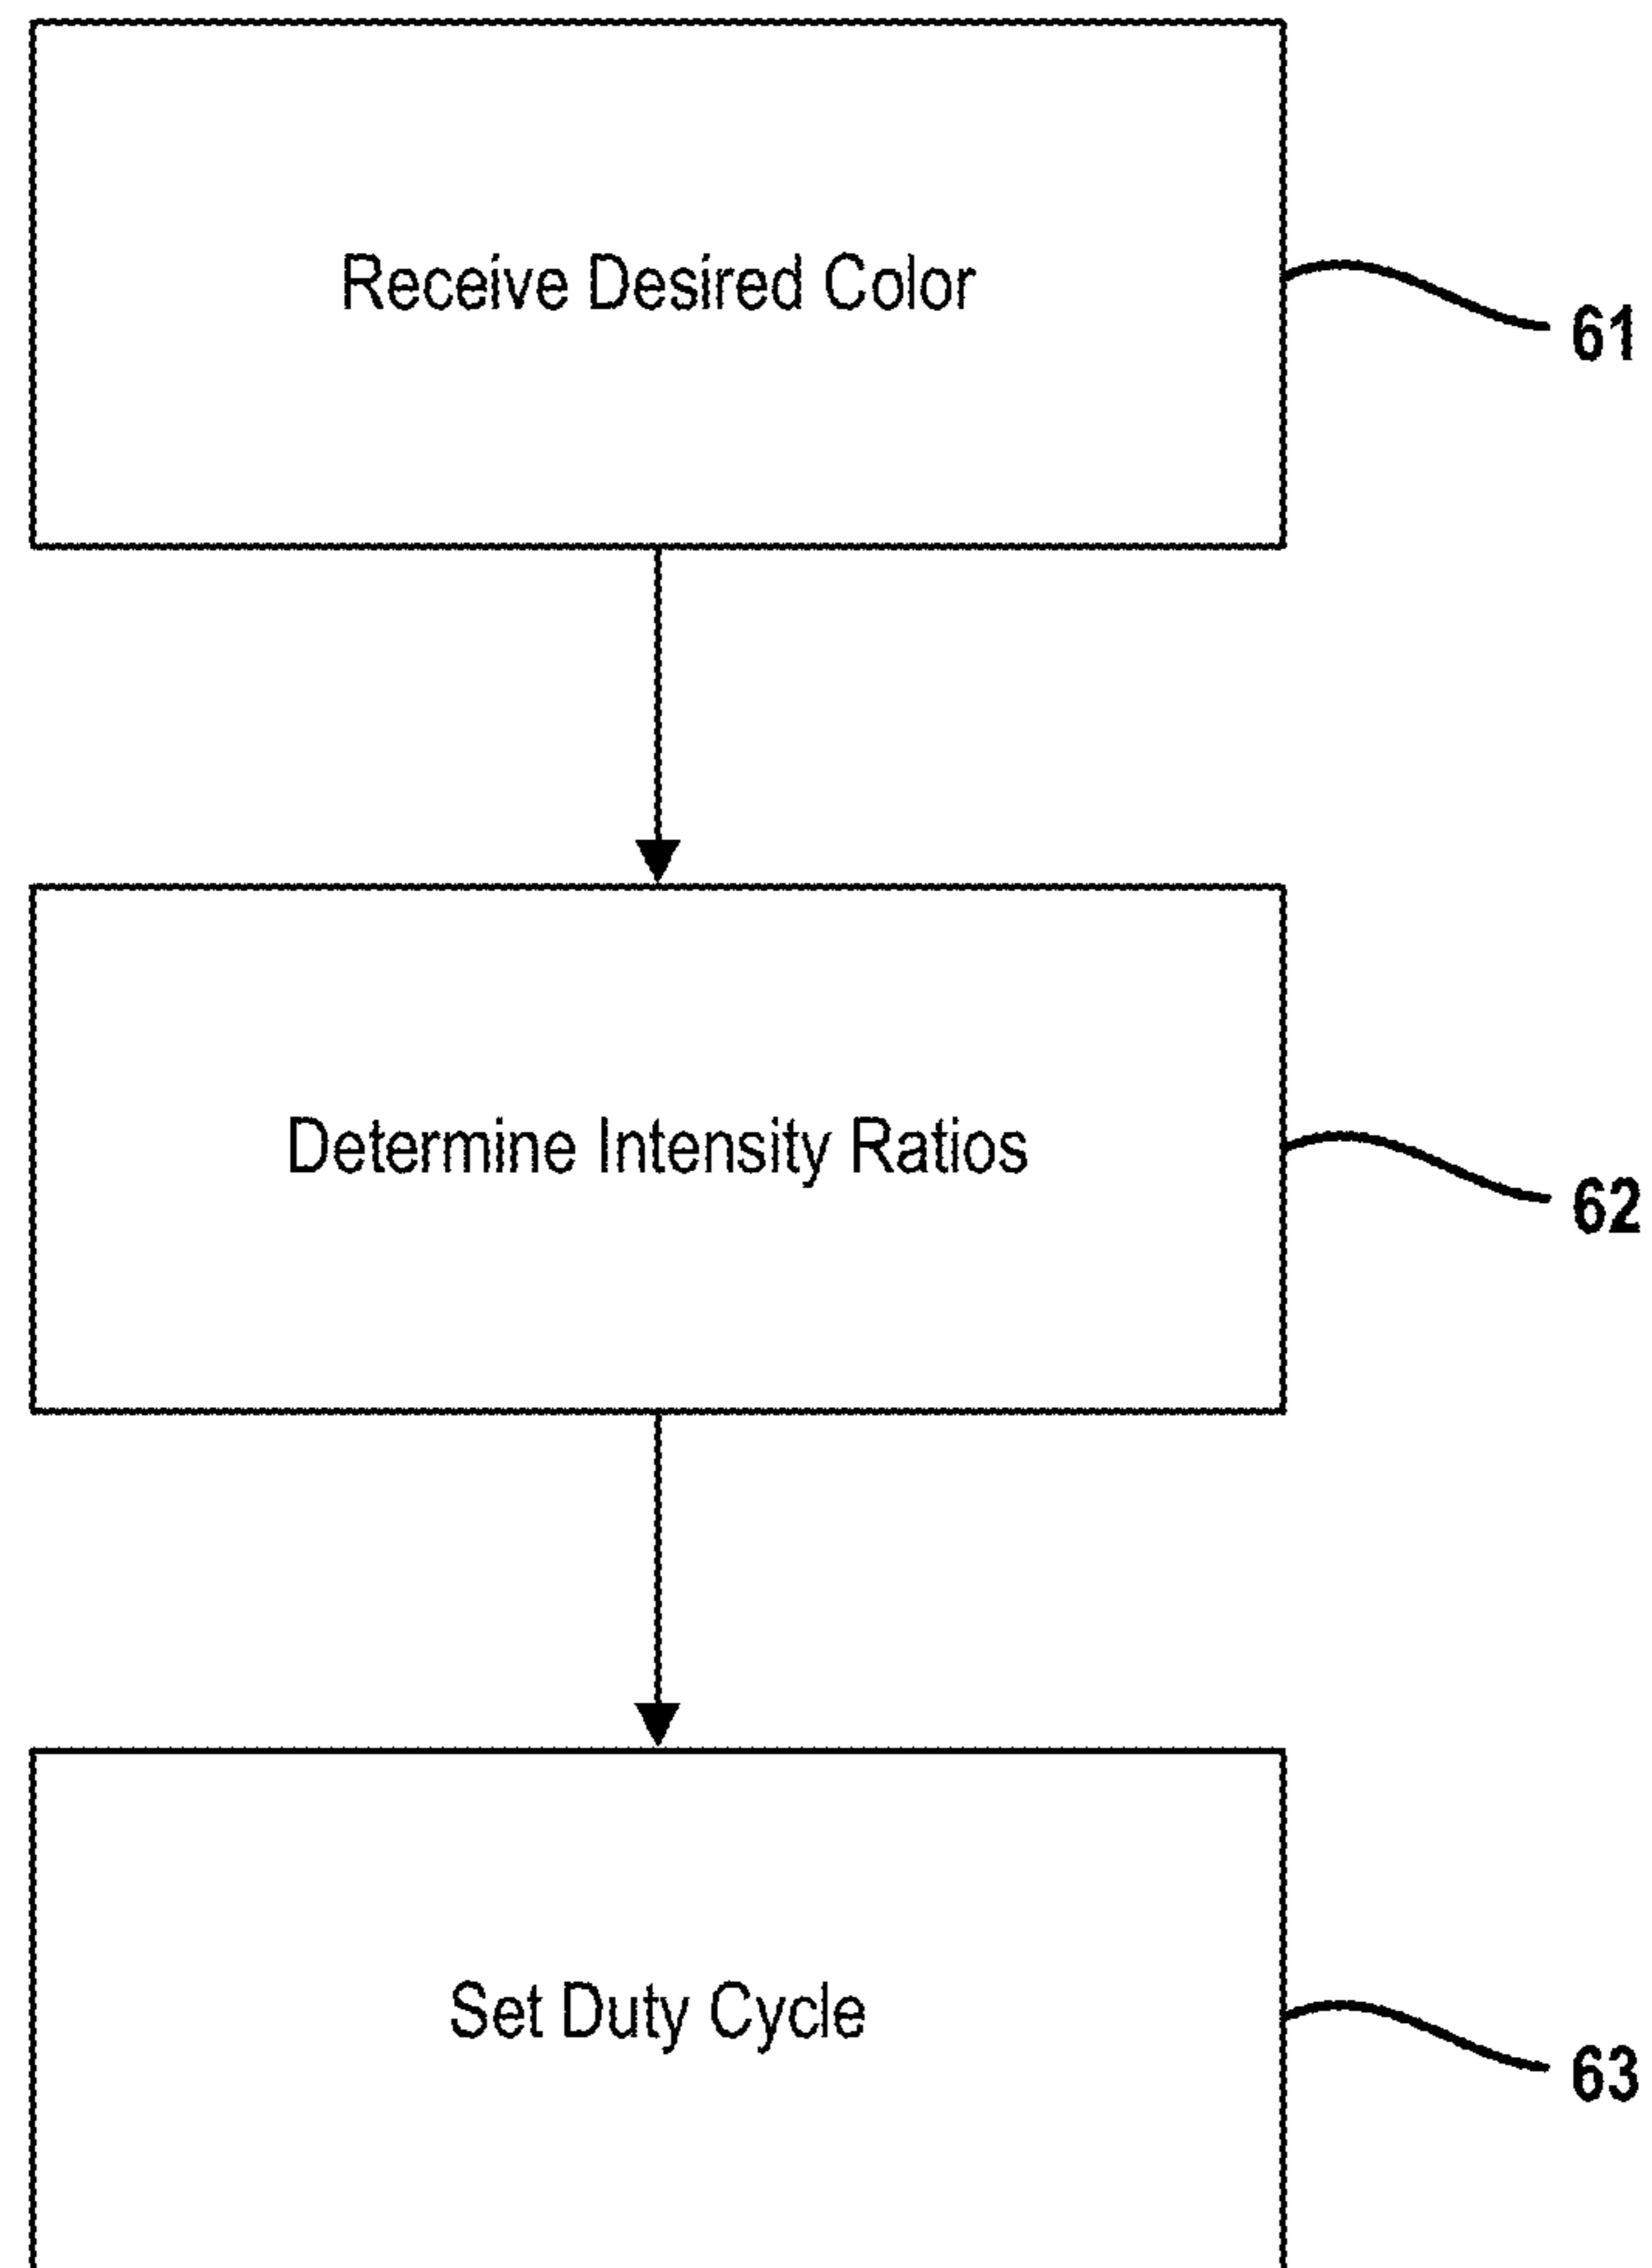 Receive Desired Color
61
Determine Intensity Ratios
62
Set Duty Cycle
63